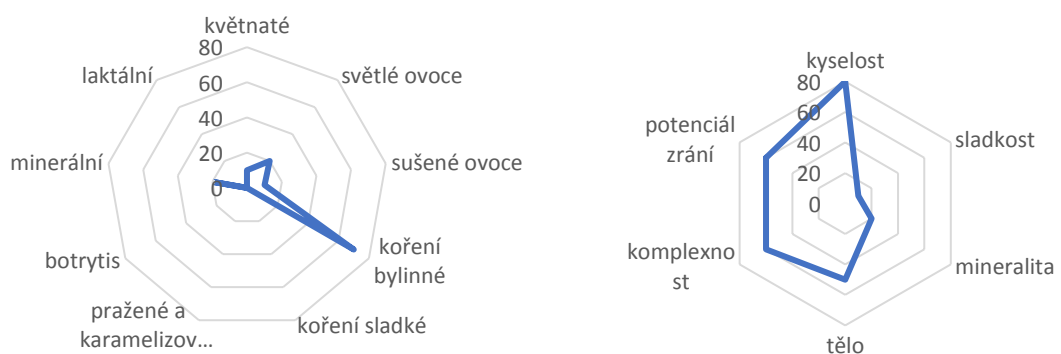 květnaté
80
60
40
20
0
světlé ovoce
sušené ovoce
koření
bylinné
koření sladké
pražené a
karamelizov...
botrytis
minerální
laktální
kyselost
80
60
40
20
0
sladkost
mineralita
tělo
komplexno
st
potenciál
zrání